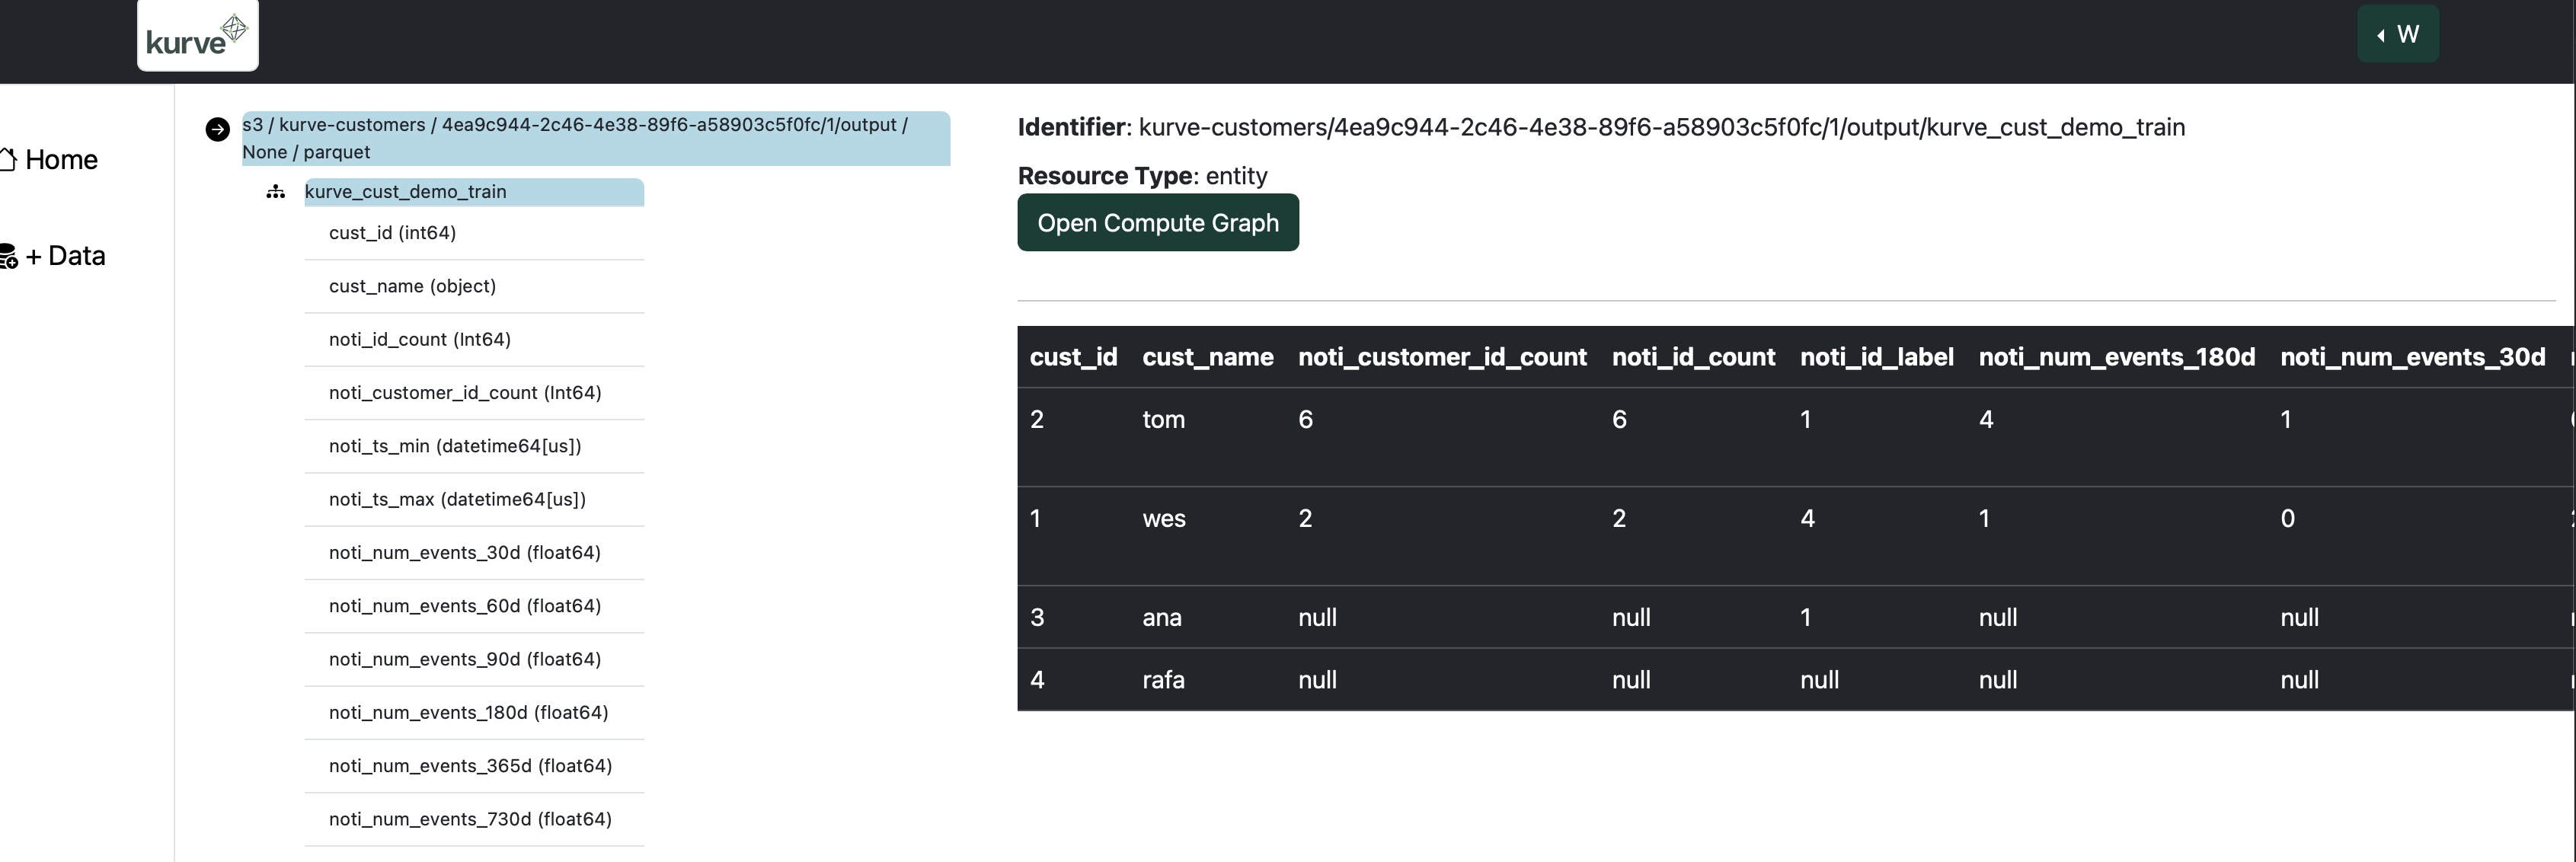 kurve
W
Home
+ Data
s3 / kurve-customers / 4ea9c944-2c46-4e38-89f6-a58903c5f0fc/1/output /
None / parquet
kurve_cust_demo_train
cust_id (int64)
cust_name (object)
noti_id_count (Int64)
noti_customer_id_count (Int64)
noti_ts_min (datetime64[us])
noti_ts_max (datetime64[us])
noti_num_events_30d (float64)
noti_num_events_60d (float64)
noti_num_events_90d (float64)
noti_num_events_180d (float64)
noti_num_events_365d (float64)
noti_num_events_730d (float64)
Identifier: kurve-customers/4ea9c944-2c46-4e38-89f6-a58903c5f0fc/1/output/kurve_cust_demo_train
Resource Type: entity
Open Compute Graph
cust_id cust_name noti_customer_id_count noti_id_count noti_id_label noti_num_events_180d noti_num_events_30d
2 tom 6 6 1 4 1
1 wes 2 2 4 1 0
3 ana null null 1 null null
4 rafa null null null null null